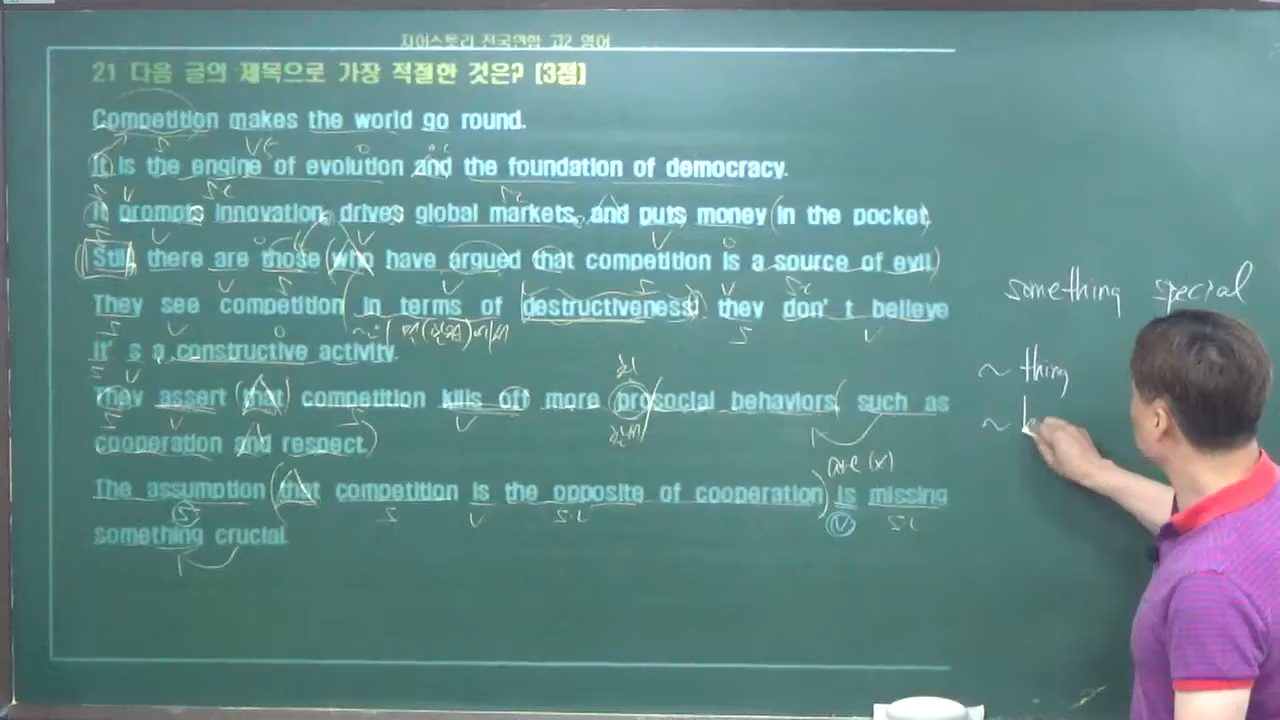 자이스토리 전국연합 고2 영어
21 다음 글의 제목으로 가장 적절한 것은? [3점]
Competition makes the world go round.
It is the engine of evolution and the foundation of democracy.
It prompts innovation, drives global markets, and puts money in the pocket,
Still, there are those who have argued that competition is a source of evil.
They see competition in terms of destructiveness; they don't believe
it's a constructive activity.
They assert that competition kills off more prosocial behaviors such as
cooperation and respect.
The assumption that competition is the opposite of cooperation is missing
something crucial.
are (x)
something special
~ thing
~